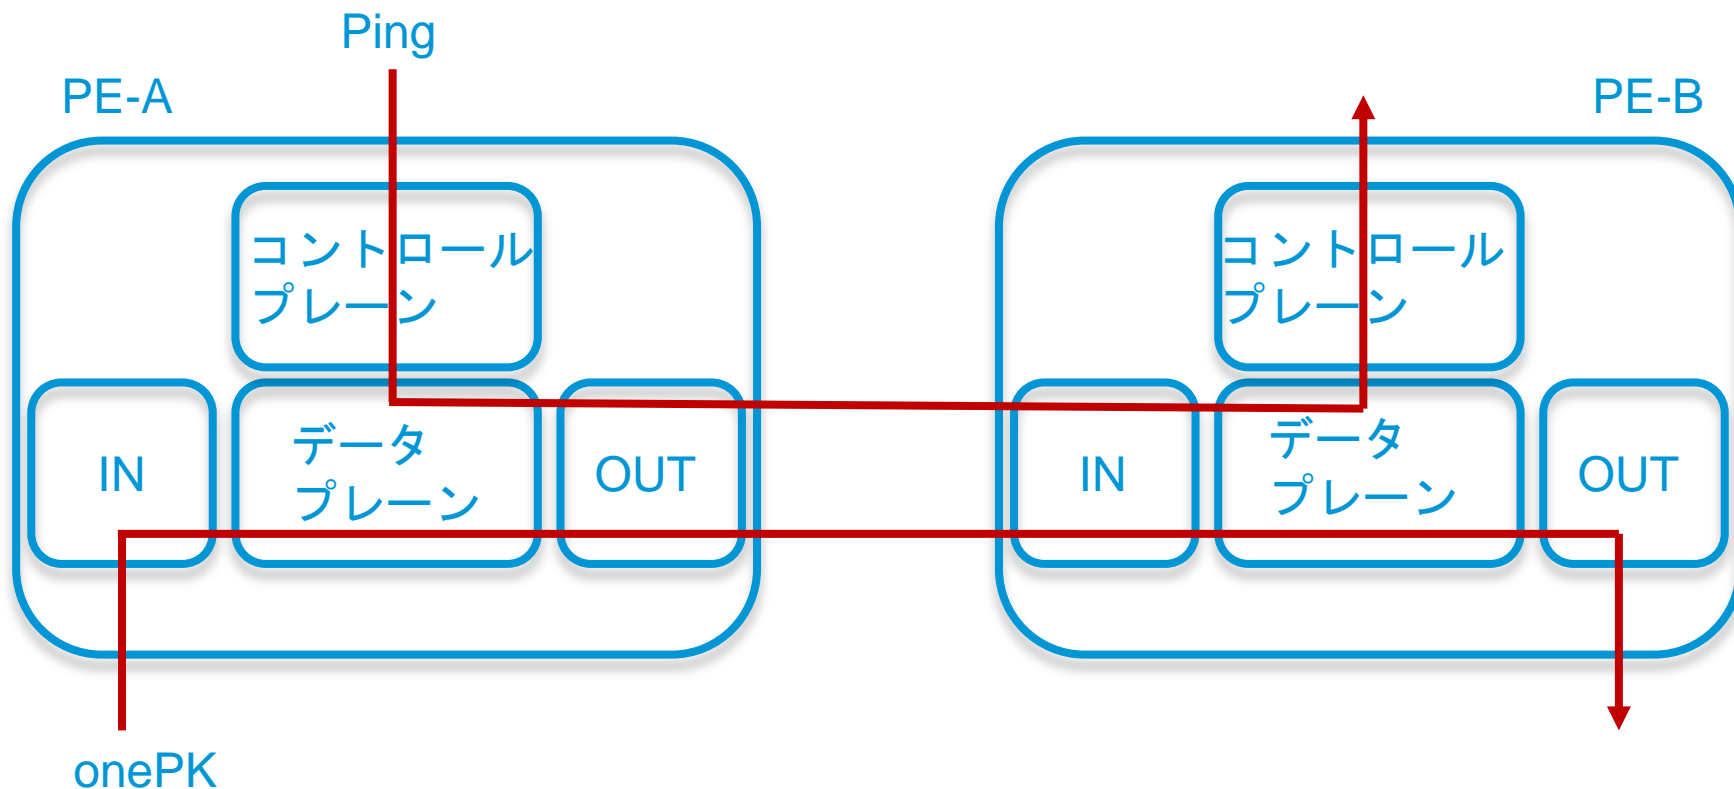 Ping
PE-A
PE-B
コントロール
プレーン
コントロール
プレーン
IN
データ
プレーン
OUT
IN
データ
プレーン
OUT
onePK